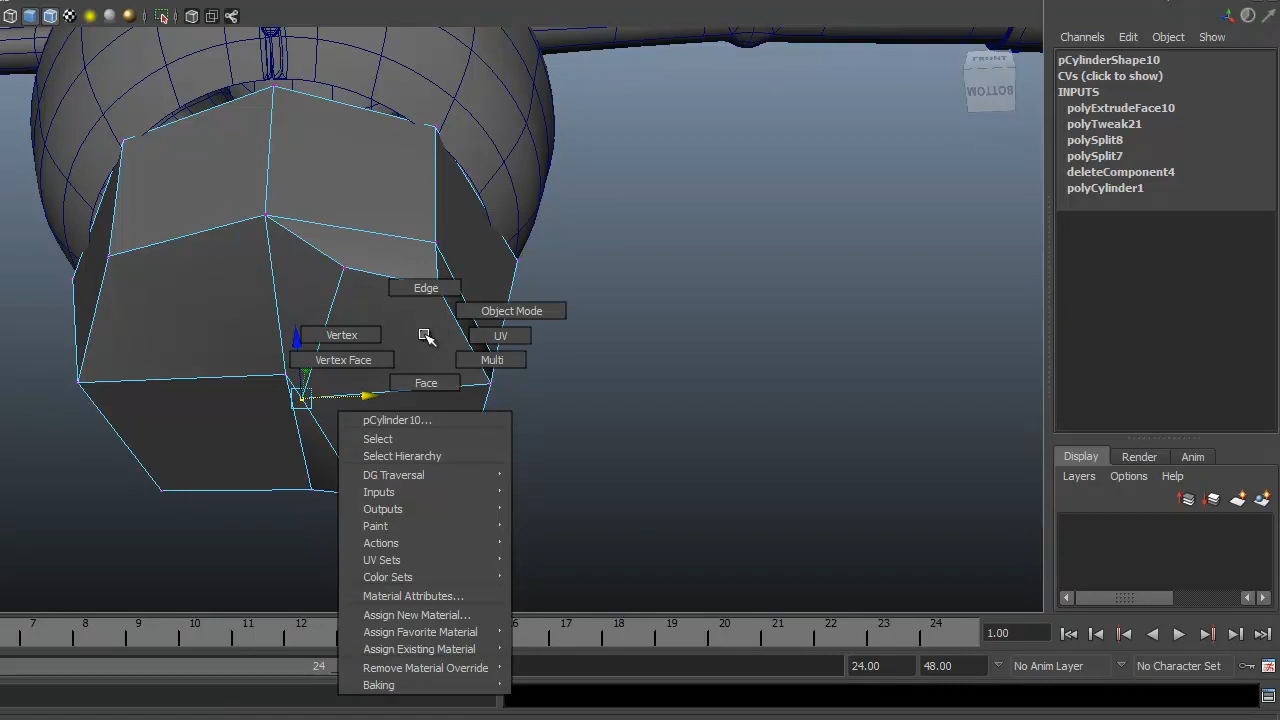 Channels Edit Object Show
pCylinderShape10
CVs (click to show)
INPUTS
polyExtrudeFace10
polyTweak21
polySplit8
polySplit7
deleteComponent4
polyCylinder1
FRONT
BOTTOM
Edge
Object Mode
Vertex
UV
Vertex Face
Multi
Face
pCylinder10...
Select
Select Hierarchy
DG Traversal
Inputs
Outputs
Paint
Actions
UV Sets
Color Sets
Material Attributes...
Assign New Material...
Assign Favorite Material
Assign Existing Material
Remove Material Override
Baking
Display Render Anim
Layers Options Help
7 8 9 10 11 12 16 17 18 19 20 21 22 23 24
1.00
24
24.00 48.00 No Anim Layer No Character Set